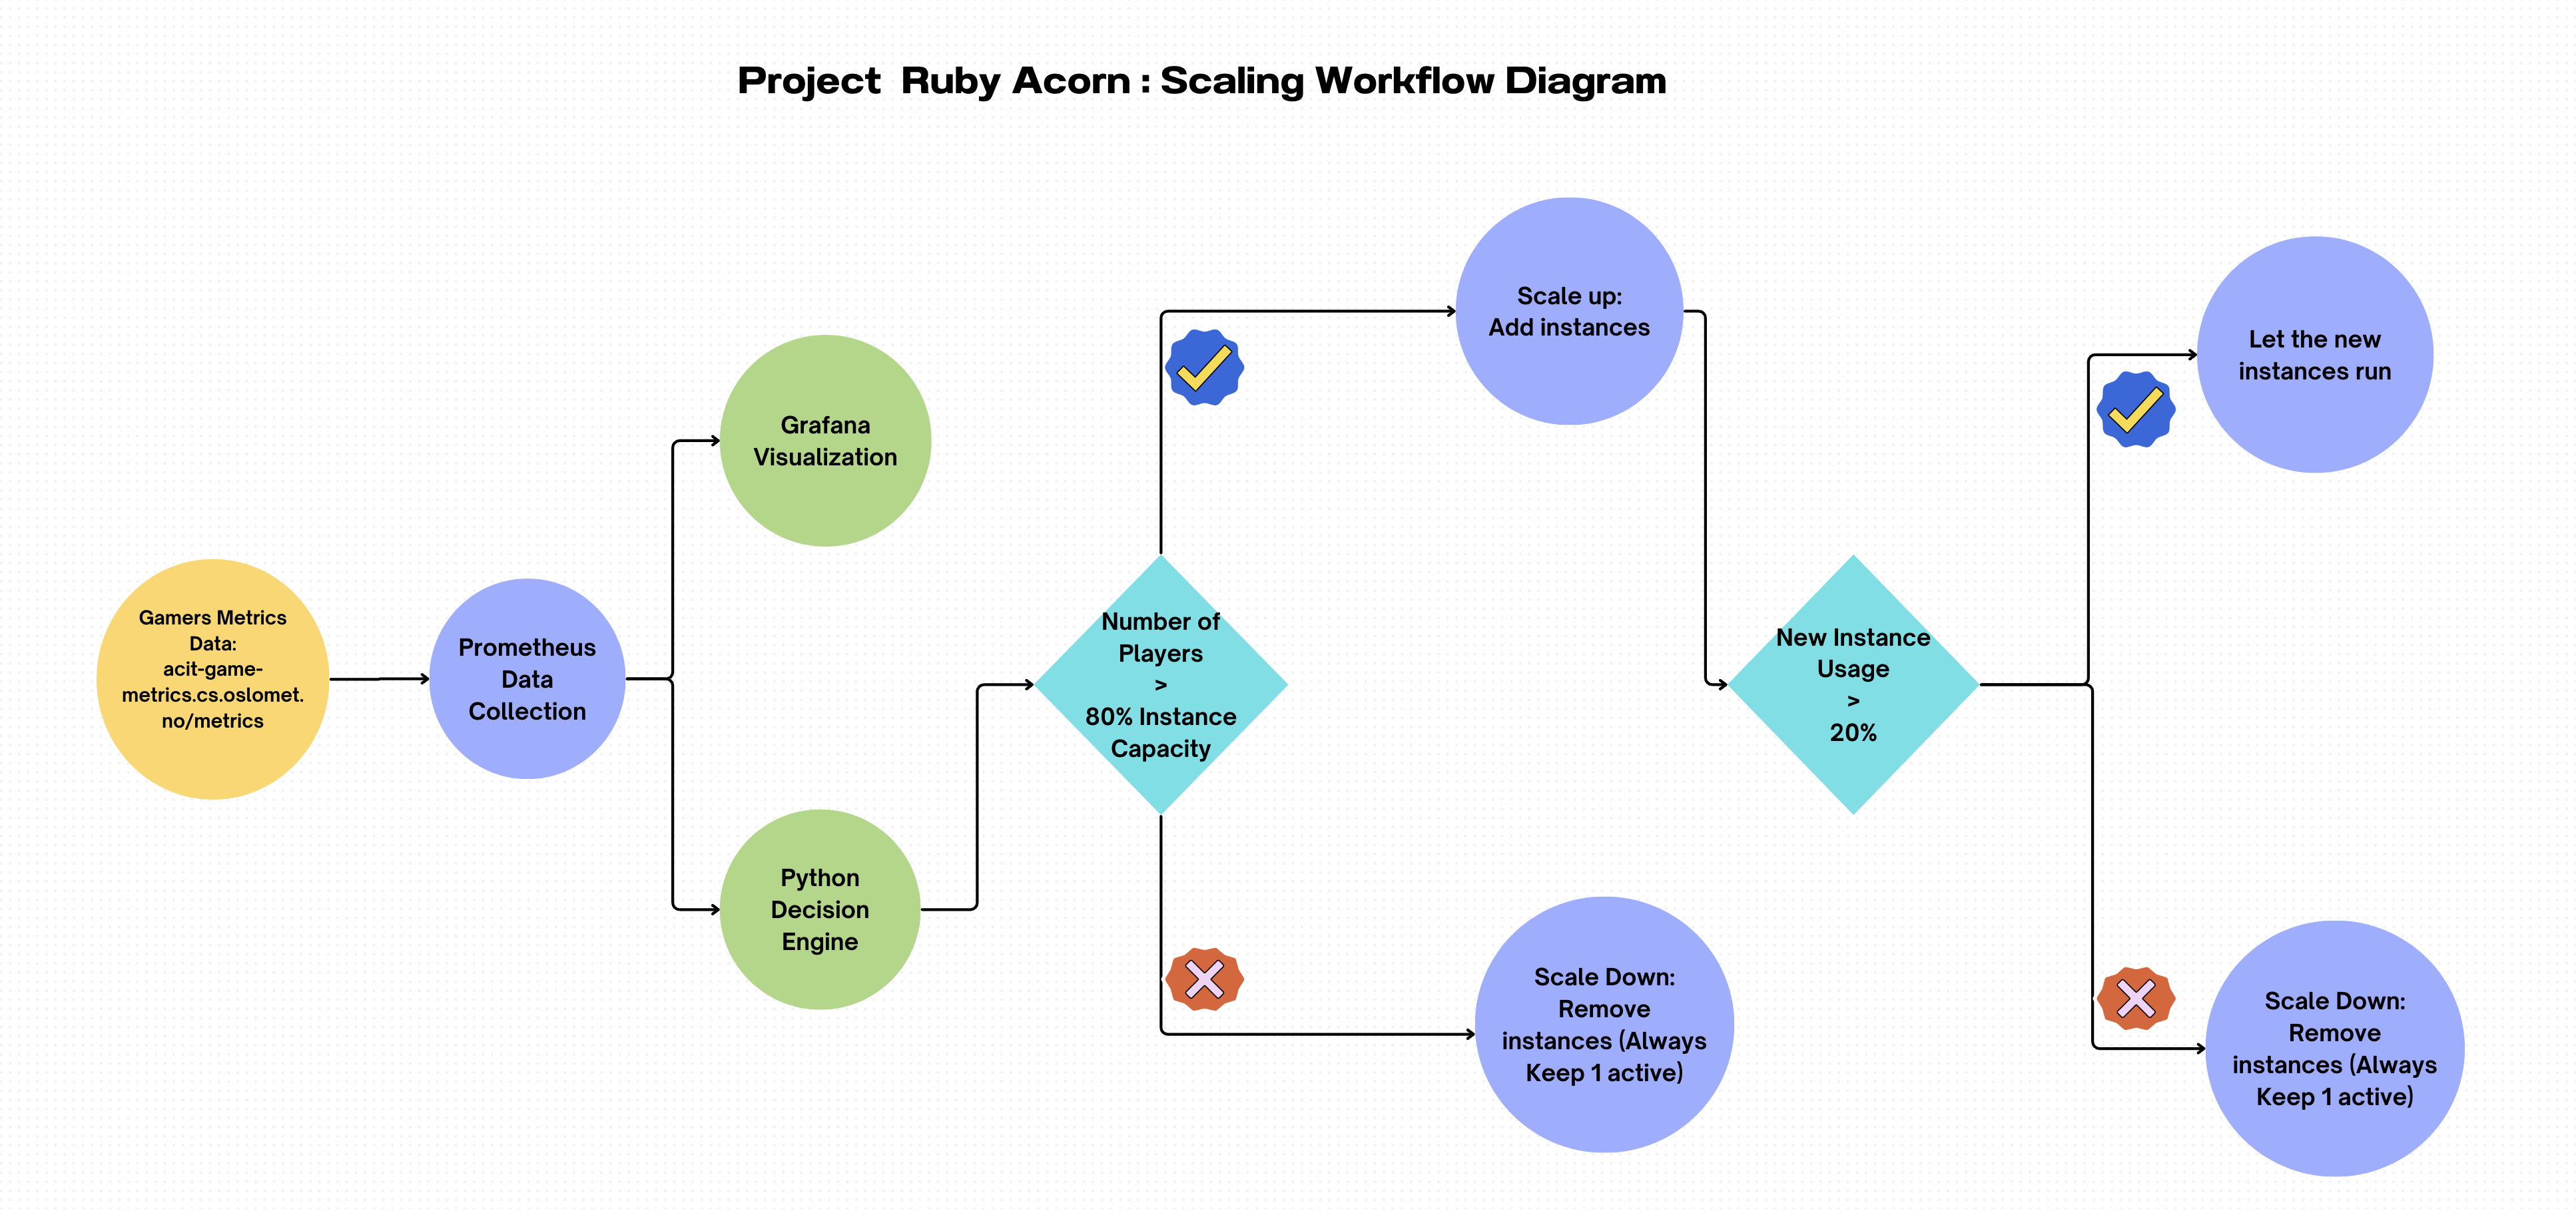 Project Ruby Acorn : Scaling Workflow Diagram
Gamers Metrics
Data:
acit-game-
metrics.cs.oslomet.
no/metrics
Prometheus
Data
Collection
Grafana
Visualization
Python
Decision
Engine
Number of
Players
>
80% Instance
Capacity
Scale up:
Add instances
Scale Down:
Remove
instances (Always
Keep 1 active)
New Instance
Usage
>
20%
Let the new
instances run
Scale Down:
Remove
instances (Always
Keep 1 active)